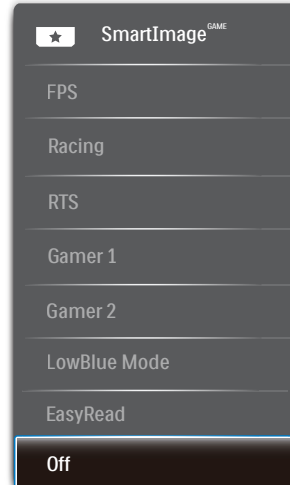 SmartImage GAME
FPS
Racing
RTS
Gamer 1
Gamer 2
LowBlue Mode
EasyRead
Off